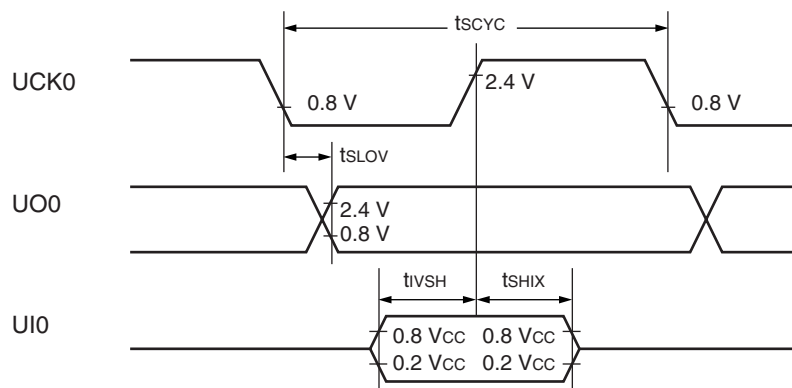 tSCYC
UCK0
2.4 V
0.8 V
0.8 V
tSLOV
UO0
2.4 V
0.8 V
tIVSH
tSHIX
UI0
0.8 VCC
0.8 VCC
0.2 VCC
0.2 VCC